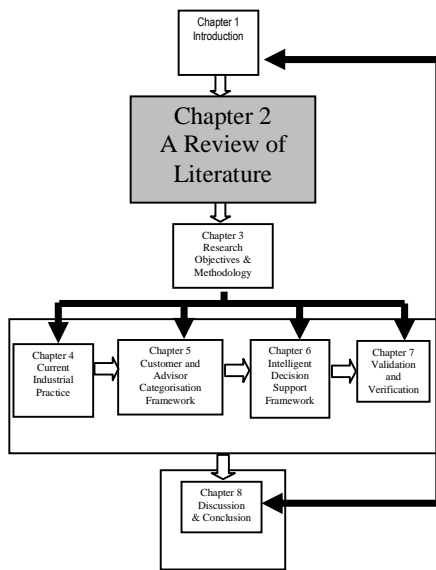 Chapter 1
Introduction
Chapter 2
A Review of
Literature
Chapter 3
Research
Objectives &
Methodology
Chapter 4
Current
Industrial
Practice
Chapter 5
Customer and
Advisor
Categorisation
Framework
Chapter 6
Intelligent
Decision
Support
Framework
Chapter 7
Validation
and
Verification
Chapter 8
Discussion
& Conclusion